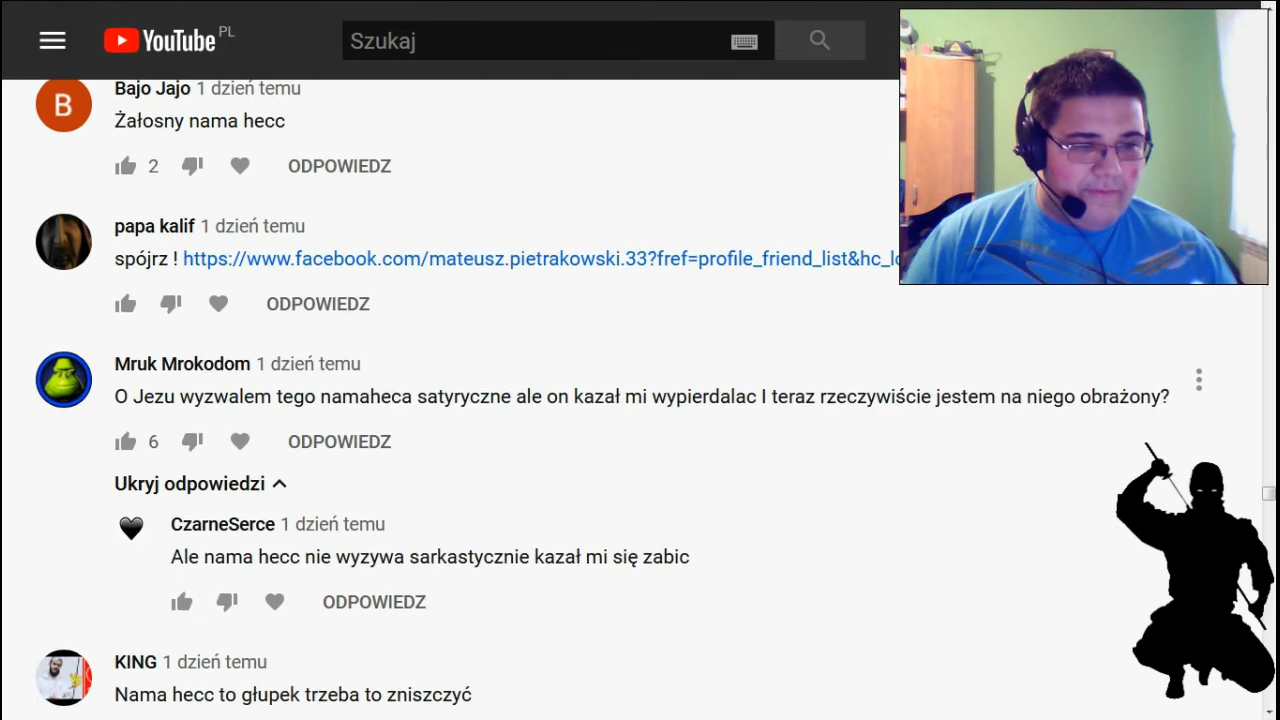 YouTube PL
Szukaj
Bajo Jajo 1 dzień temu
Żałosny nama hecc
2 ODPOWIEDZ
papa kalif 1 dzień temu
spójrz ! https://www.facebook.com/mateusz.pietrakowski.33?fref=profile_friend_list&hc_lo
ODPOWIEDZ
Mruk Mrokodom 1 dzień temu
O Jezu wyzwalem tego namaheca satyryczne ale on kazał mi wypierdalac I teraz rzeczywiście jestem na niego obrażony?
6 ODPOWIEDZ
Ukryj odpowiedzi
CzarneSerce 1 dzień temu
Ale nama hecc nie wyzywa sarkastycznie kazał mi się zabic
ODPOWIEDZ
KING 1 dzień temu
Nama hecc to głupek trzeba to zniszczyć
B